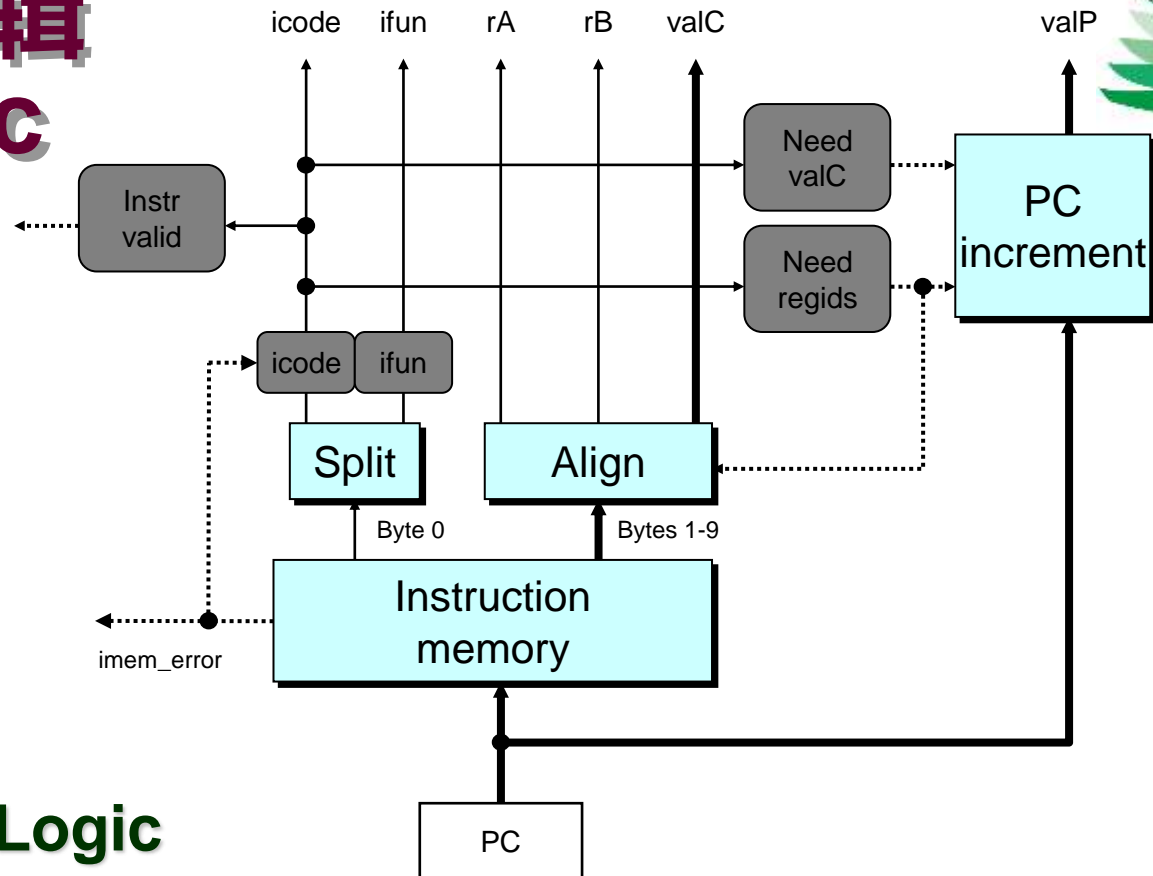 辑
icode ifun rA rB valC valP
c
Need
valC
Instr
valid
PC
increment
Need
regids
icode ifun
Split
Align
Byte 0
Bytes 1-9
Instruction
memory
imem_error
Logic
PC